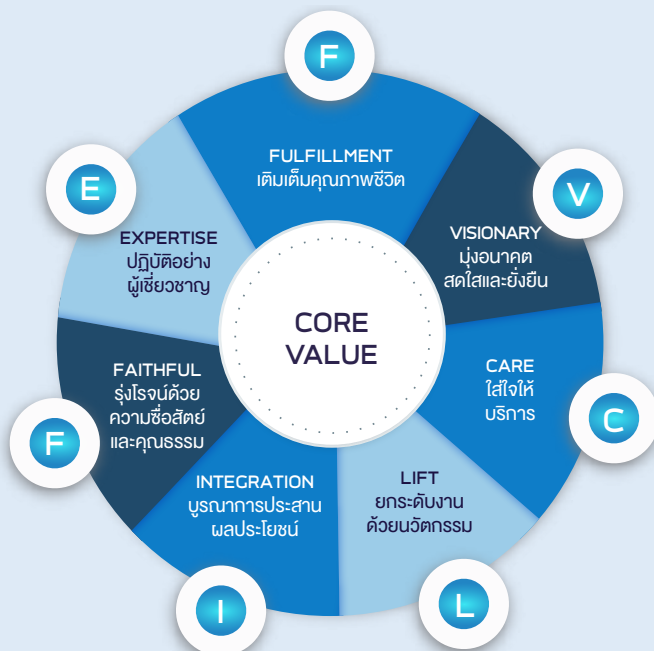 F
FULFILLMENT
เติมเต็มคุณภาพชีวิต
V
VISIONARY
มุ่งอนาคต
สดใสและยั่งยืน
C
CARE
ใส่ใจให้
บริการ
L
LIFT
ยกระดับงาน
ด้วยนวัตกรรม
I
INTEGRATION
บูรณาการประสาน
ผลประโยชน์
F
FAITHFUL
รุ่งโรจน์ด้วย
ความซื่อสัตย์
และคุณธรรม
E
EXPERTISE
ปฏิบัติอย่าง
ผู้เชี่ยวชาญ
CORE
VALUE